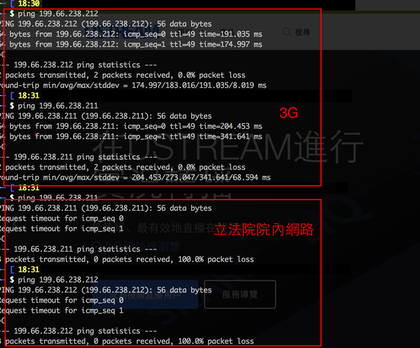 18:30
$ ping 199.66.238.212
PING 199.66.238.212 (199.66.238.212): 56 data bytes
64 bytes from 199.66.238.212: icmp_seq=0 ttl=49 time=191.035 ms
64 bytes from 199.66.238.212: icmp_seq=1 ttl=49 time=174.997 ms
--- 199.66.238.212 ping statistics ---
2 packets transmitted, 2 packets received, 0.0% packet loss
round-trip min/avg/max/stddev = 174.997/183.016/191.035/8.019 ms
18:31
$ ping 199.66.238.211
PING 199.66.238.211 (199.66.238.211): 56 data bytes
64 bytes from 199.66.238.211: icmp_seq=0 ttl=49 time=204.453 ms
64 bytes from 199.66.238.211: icmp_seq=1 ttl=49 time=341.641 ms
--- 199.66.238.211 ping statistics ---
2 packets transmitted, 2 packets received, 0.0% packet loss
round-trip min/avg/max/stddev = 204.453/273.047/341.641/68.594 ms
18:31
$ ping 199.66.238.211
PING 199.66.238.211 (199.66.238.211): 56 data bytes
Request timeout for icmp_seq 0
Request timeout for icmp_seq 1
--- 199.66.238.211 ping statistics ---
packets transmitted, 0 packets received, 100.0% packet loss
18:31
$ ping 199.66.238.212
PING 199.66.238.212 (199.66.238.212): 56 data bytes
Request timeout for icmp_seq 0
Request timeout for icmp_seq 1
--- 199.66.238.212 ping statistics ---
packets transmitted, 0 packets received, 100.0% packet loss
3G
立法院院內網路
搜尋
在USTREAM進行
服務導覽